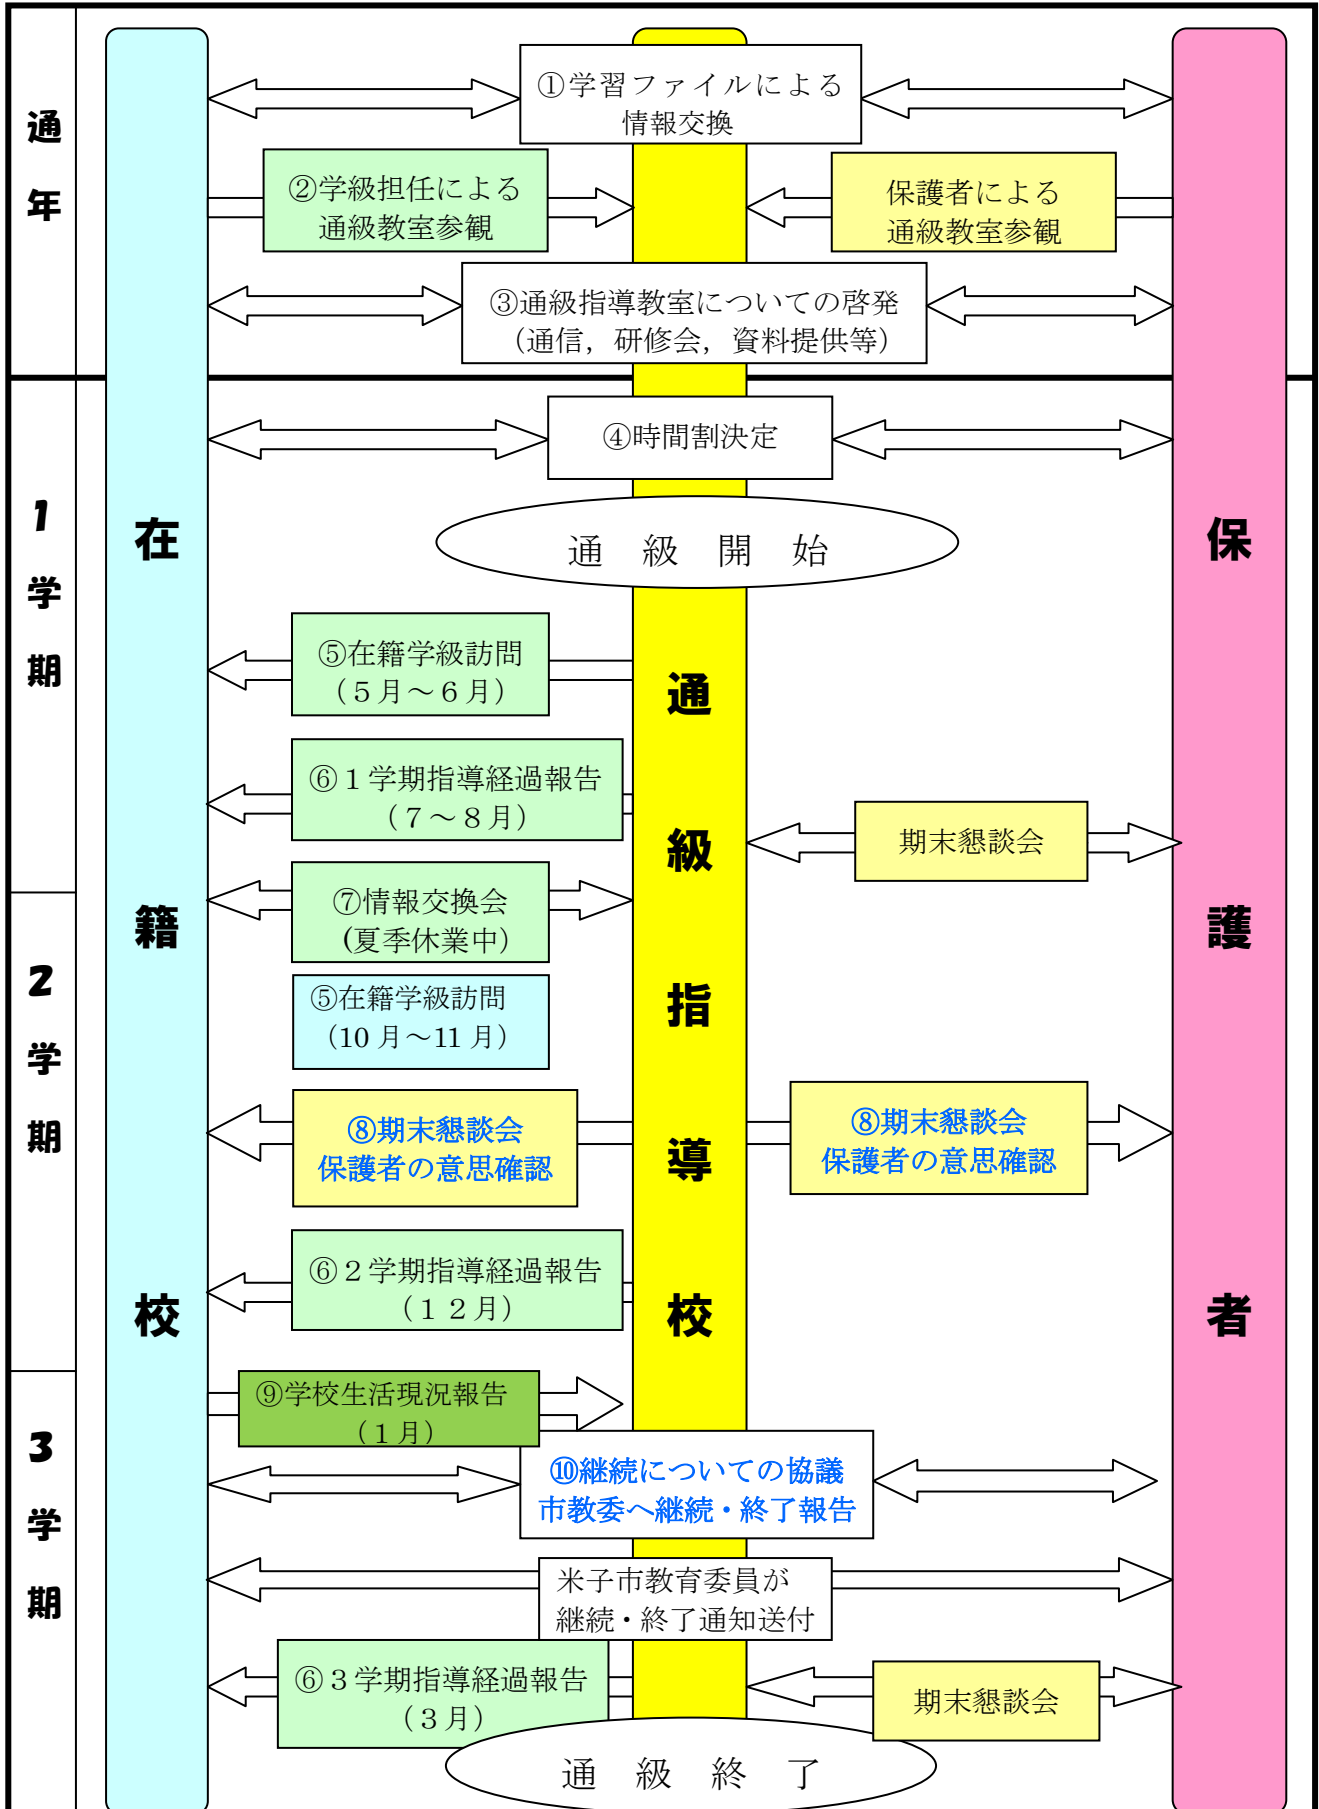 通年
①学習ファイルによる
情報交換
②学級担任による
通級教室参観
保護者による
通級教室参観
③通級指導教室についての啓発
（通信，研修会，資料提供等）
1学期
④時間割決定
通級開始
在籍校
通級指導校
保護者
⑤在籍学級訪問
（５月～６月）
⑥１学期指導経過報告
（７～８月）
期末懇談会
⑦情報交換会
(夏季休業中）
2学期
⑤在籍学級訪問
（10月～11月）
⑧期末懇談会
保護者の意思確認
⑧期末懇談会
保護者の意思確認
⑥２学期指導経過報告
（１２月）
3学期
⑨学校生活現況報告
（１月）
⑩継続についての協議
市教委へ継続・終了報告
米子市教育委員が
継続・終了通知送付
⑥３学期指導経過報告
（３月）
期末懇談会
通級終了